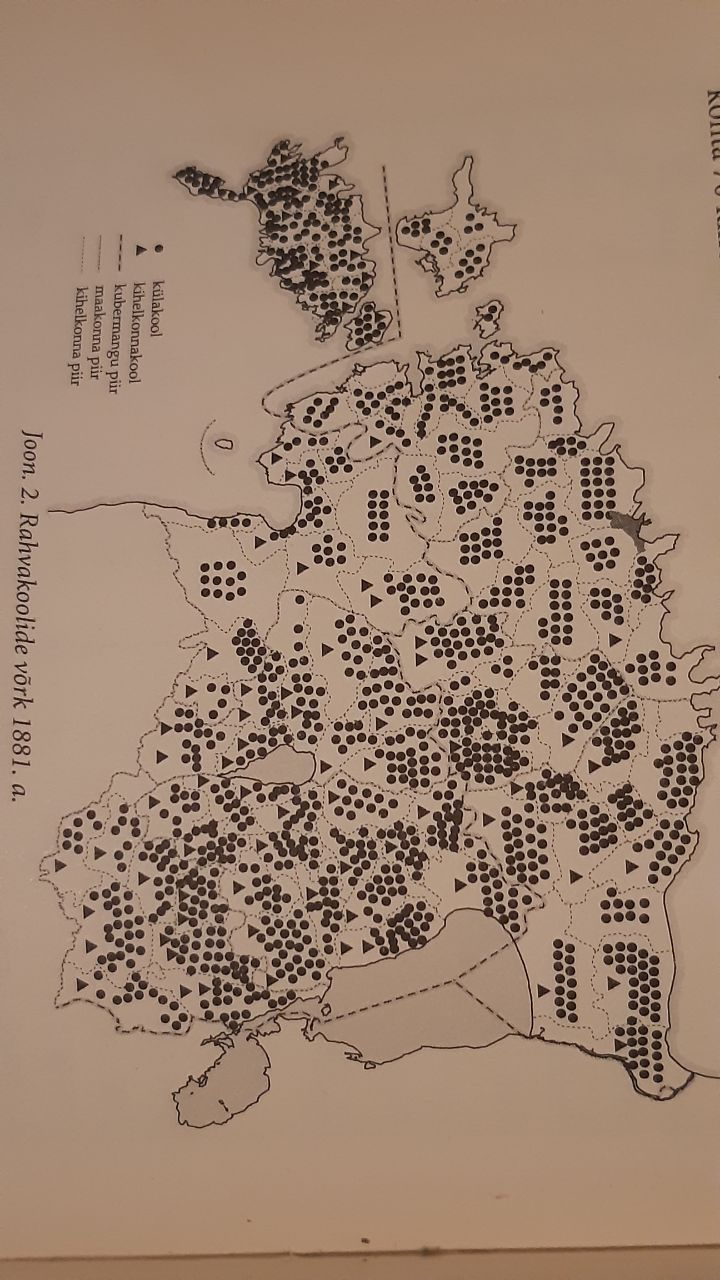 külakool
kihelkonnakool
kubermangu piir
maakonna piir
kihelkonna piir
Joon. 2. Rahvakoolide võrk 1881. a.